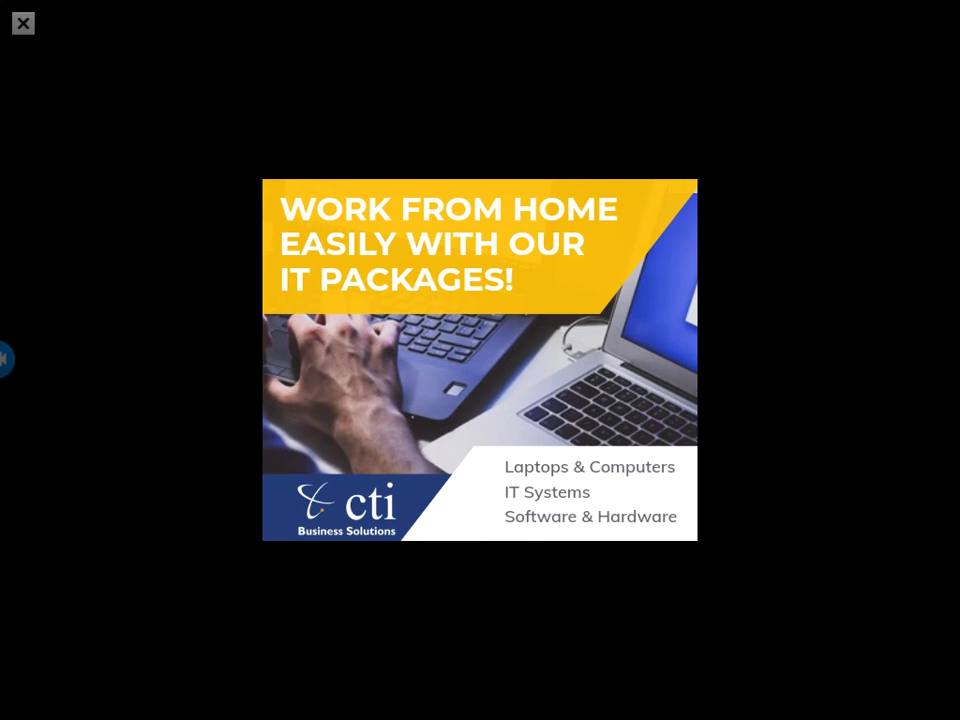 WORK FROM HOME
EASILY WITH OUR
IT PACKAGES!
Laptops & Computers
IT Systems
Software & Hardware
cti
Business Solutions